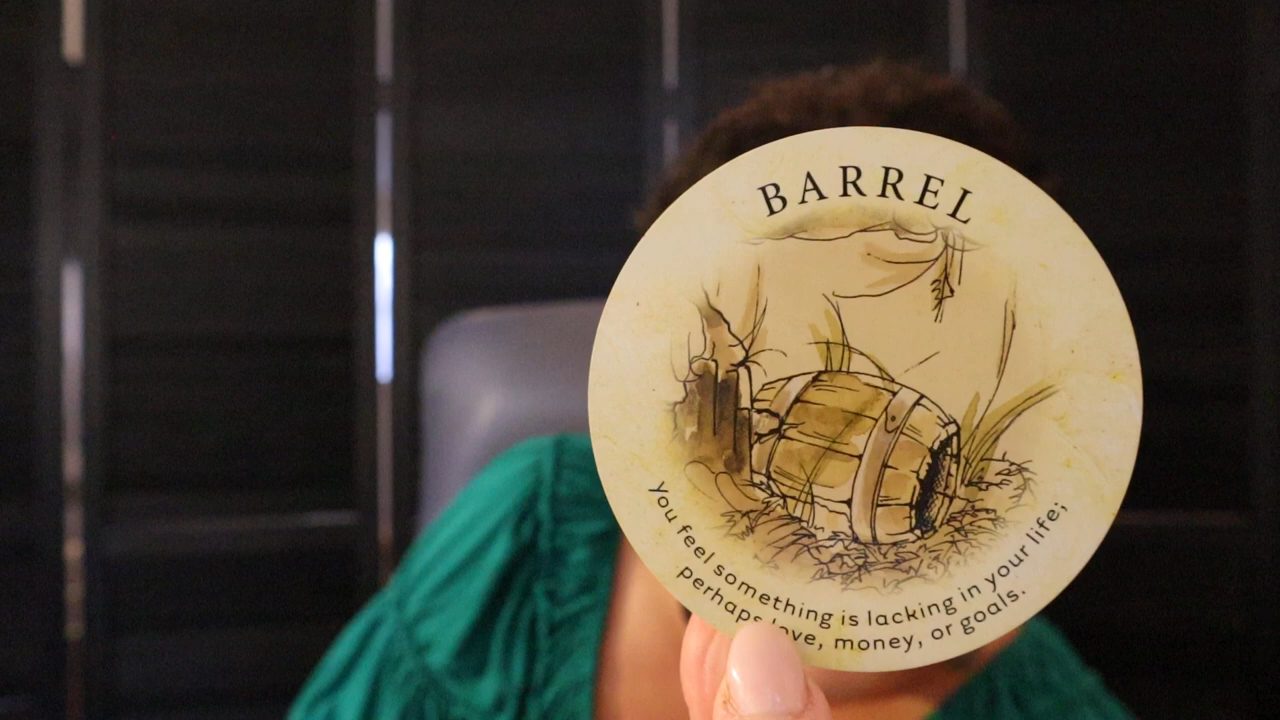 BARREL
You feel something is lacking in your life;
perhaps love, money, or goals.